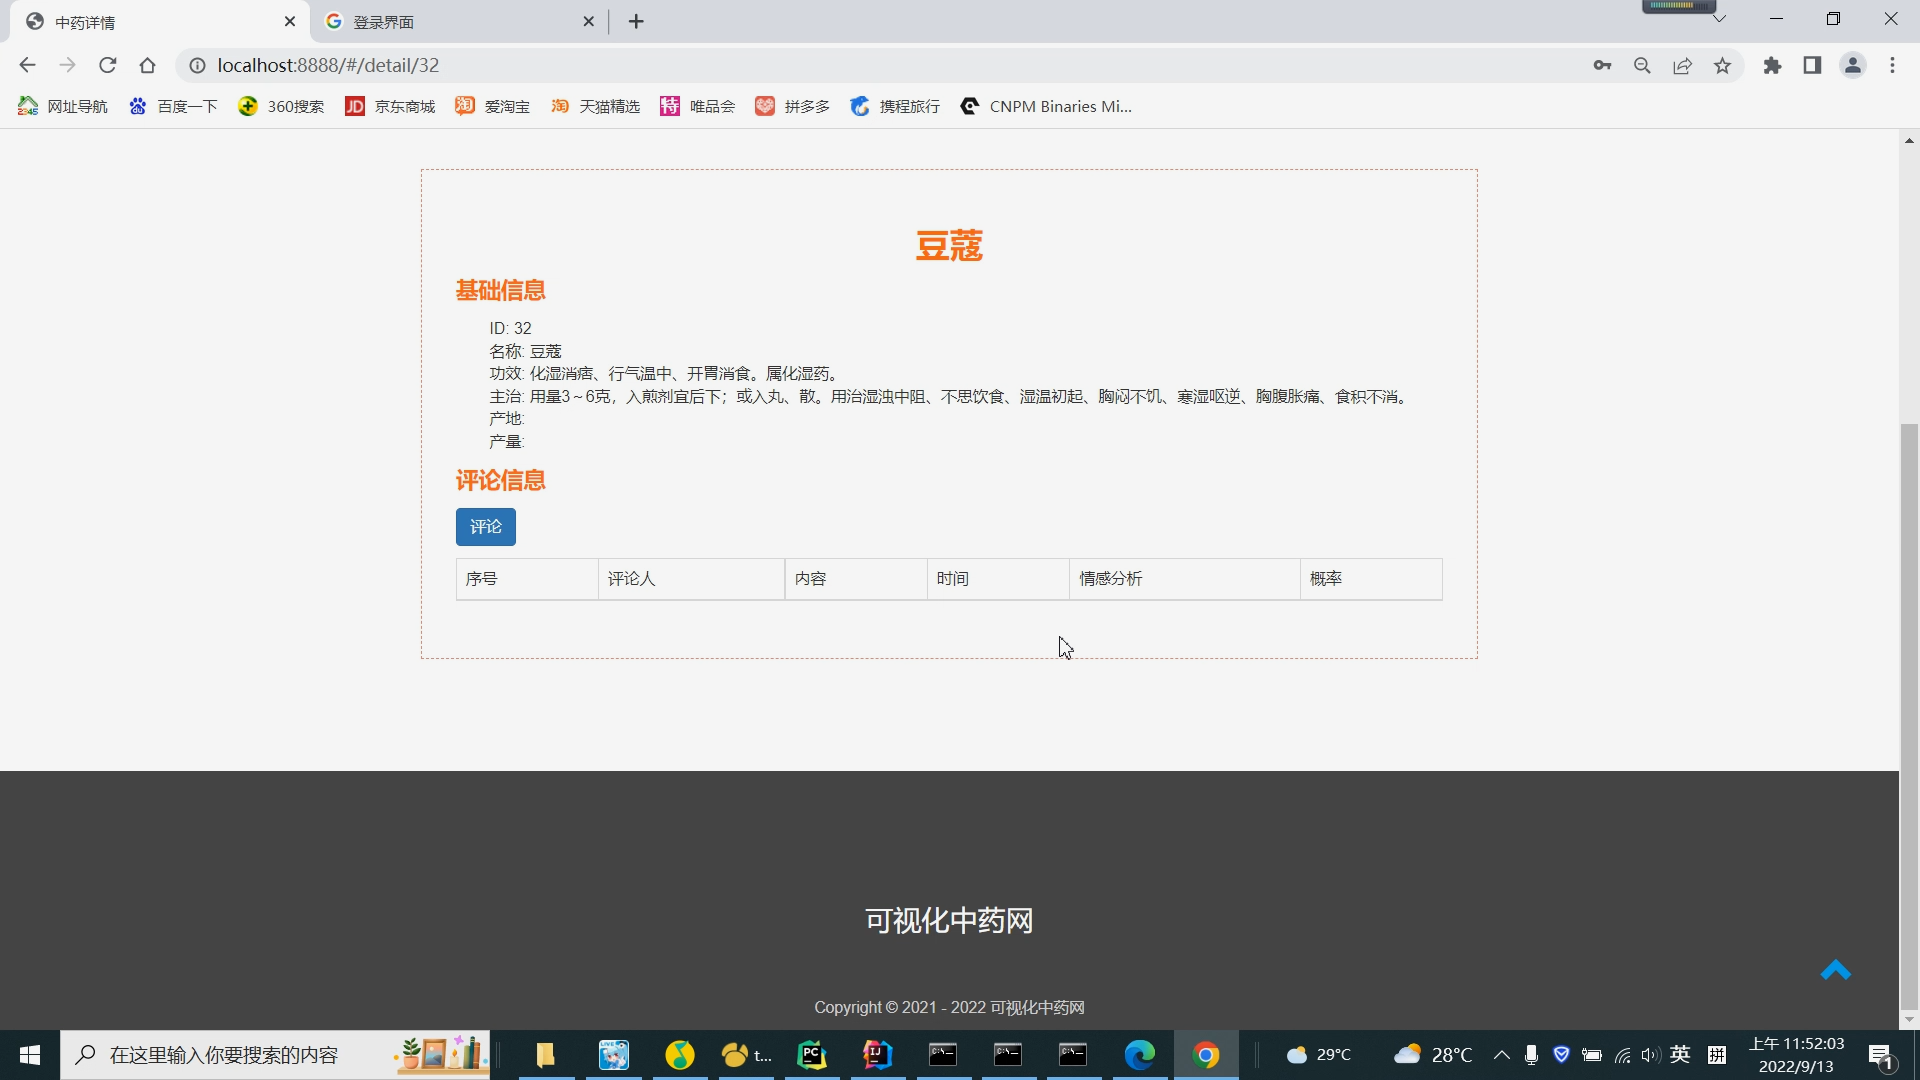 中药详情
登录界面
localhost:8888/#/detail/32
网址导航
百度一下
360搜索
JD 京东商城
淘 爱淘宝
淘 天猫精选
特 唯品会
拼多多
携程旅行
CNPM Binaries Mi...
豆蔻
基础信息
ID: 32
名称: 豆蔻
功效: 化湿消痞、行气温中、开胃消食。属化湿药。
主治: 用量3～6克，入煎剂宜后下；或入丸、散。用治湿浊中阻、不思饮食、湿温初起、胸闷不饥、寒湿呕逆、胸腹胀痛、食积不消。
产地:
产量:
评论信息
评论
序号 评论人 内容 时间 情感分析 概率
可视化中药网
Copyright © 2021 - 2022 可视化中药网
在这里输入你要搜索的内容
t...
PC
IJ
29°C
28°C
英
拼
上午 11:52:03
2022/9/13
1